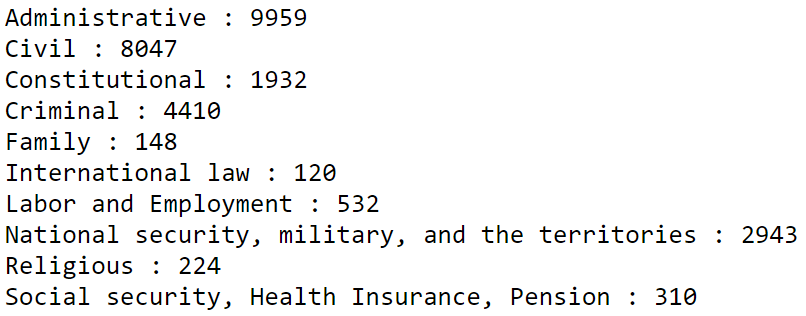 Administrative : 9959
Civil : 8047
Constitutional : 1932
Criminal : 4410
Family : 148
International law : 120
Labor and Employment : 532
National security, military, and the territories : 2943
Religious : 224
Social security, Health Insurance, Pension : 310